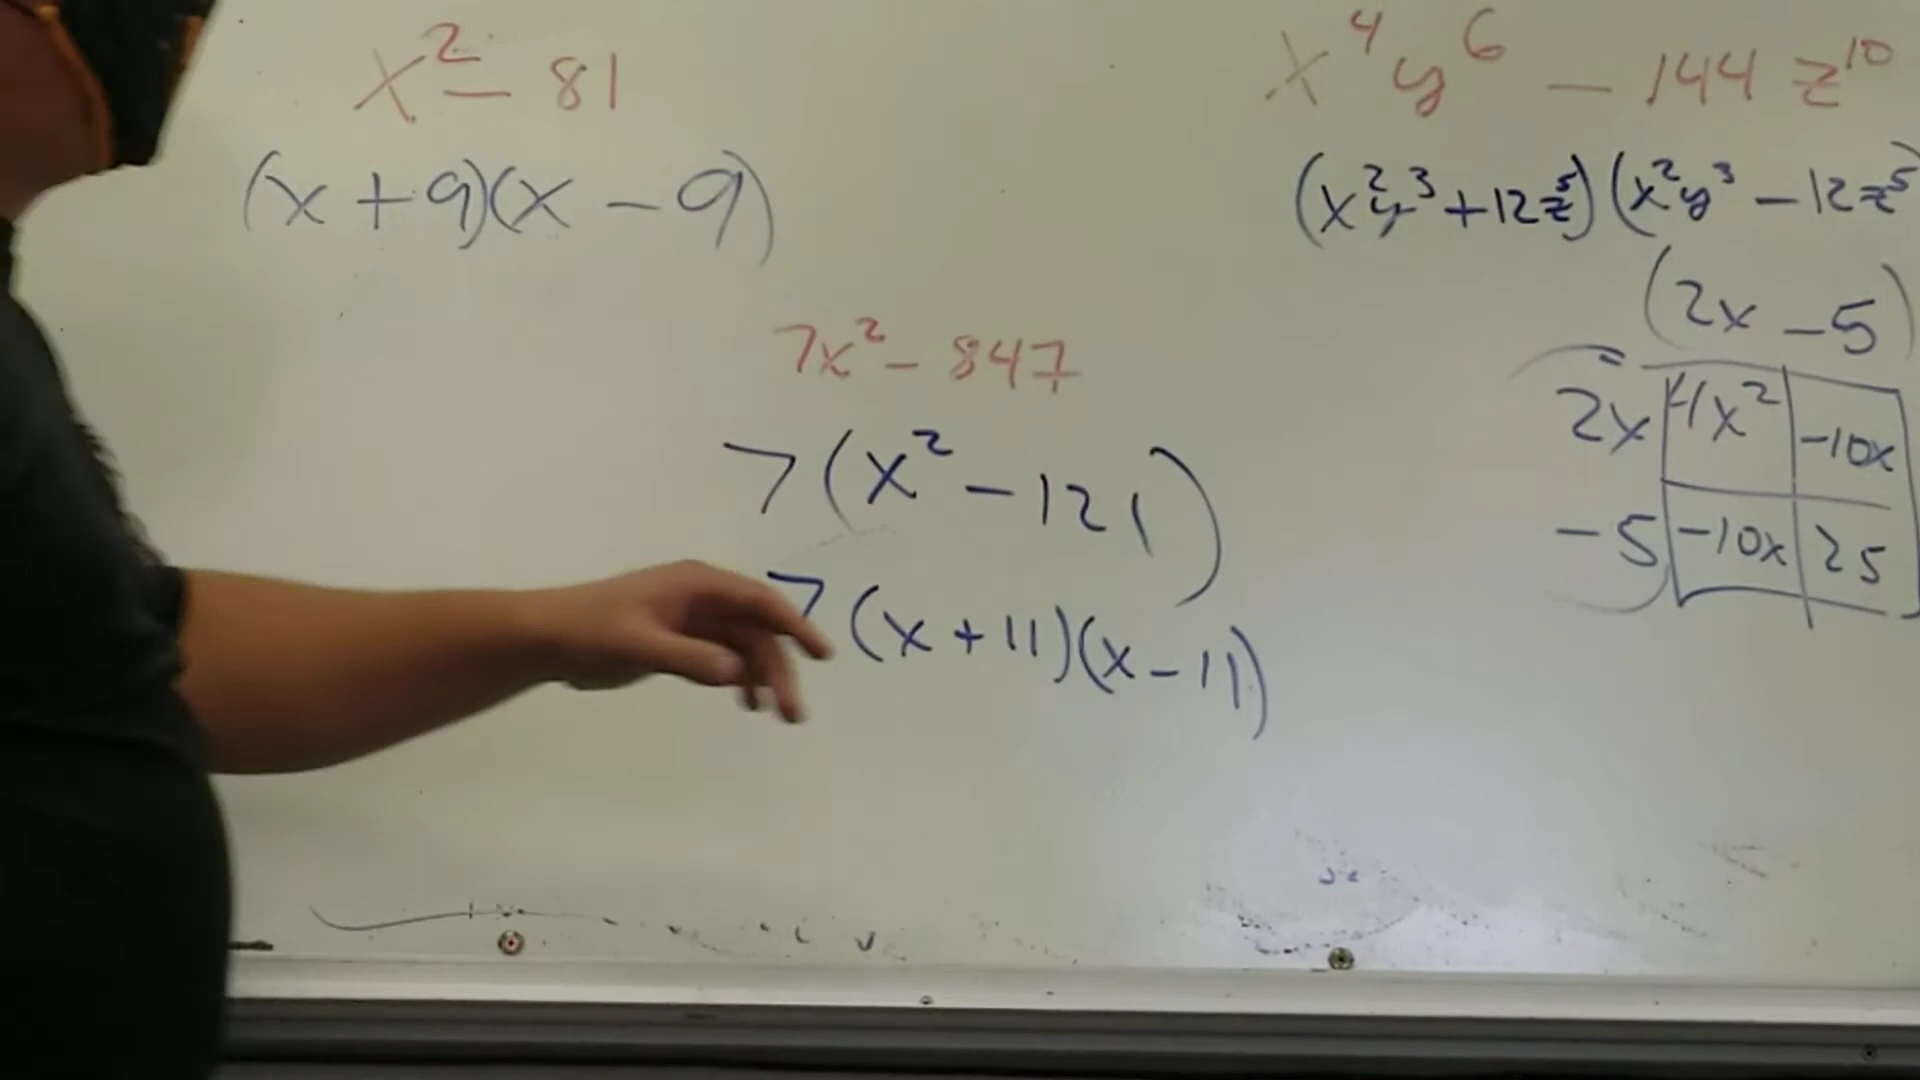 x² - 81
(x + 9)(x - 9)
7x² - 847
7(x² - 121)
7(x + 11)(x - 11)
x⁴y⁶ - 144z¹⁰
(x²y³ + 12z⁵)(x²y³ - 12z⁵
(2x - 5)
2x 4x² -10x
-5 -10x 25